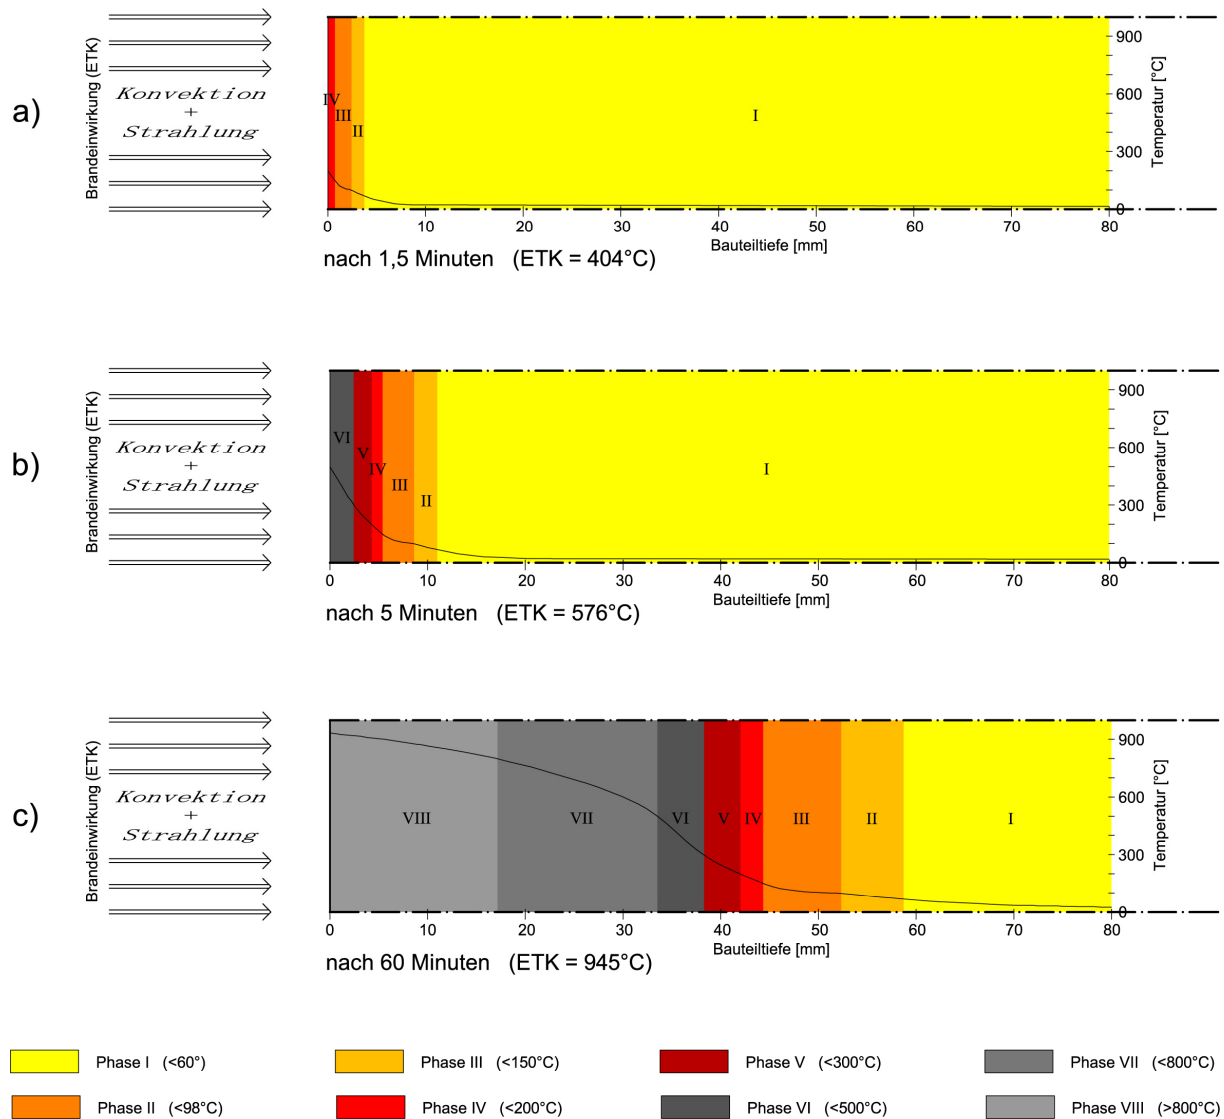 a)
Brandeinwirkung (ETK)
Konvektion
+
Strahlung
IV
III
II
I
900
600
300
0
Temperatur [°C]
0 10 20 30 40 50 60 70 80
Bauteiltiefe [mm]
nach 1,5 Minuten (ETK = 404°C)
b)
Brandeinwirkung (ETK)
Konvektion
+
Strahlung
VI
V
IV
III
II
I
900
600
300
0
Temperatur [°C]
0 10 20 30 40 50 60 70 80
Bauteiltiefe [mm]
nach 5 Minuten (ETK = 576°C)
c)
Brandeinwirkung (ETK)
Konvektion
+
Strahlung
VIII VII VI V IV III II I
900
600
300
0
Temperatur [°C]
0 10 20 30 40 50 60 70 80
Bauteiltiefe [mm]
nach 60 Minuten (ETK = 945°C)
Phase I (<60°) Phase III (<150°C) Phase V (<300°C) Phase VII (<800°C)
Phase II (<98°C) Phase IV (<200°C) Phase VI (<500°C) Phase VIII (>800°C)